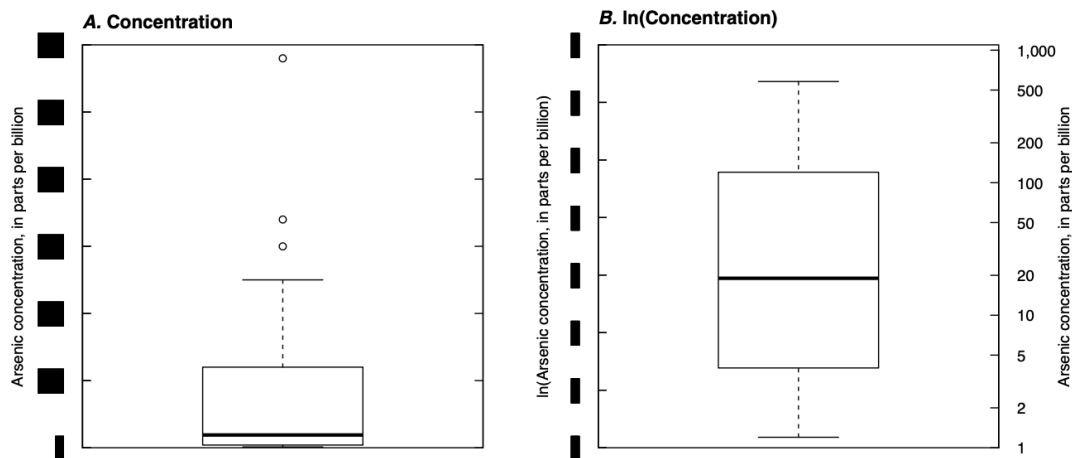 A. Concentration
Arsenic concentration, in parts per billion
B. ln(Concentration)
ln(Arsenic concentration, in parts per billion)
1,000
500
200
100
50
20
10
5
2
1
Arsenic concentration, in parts per billion